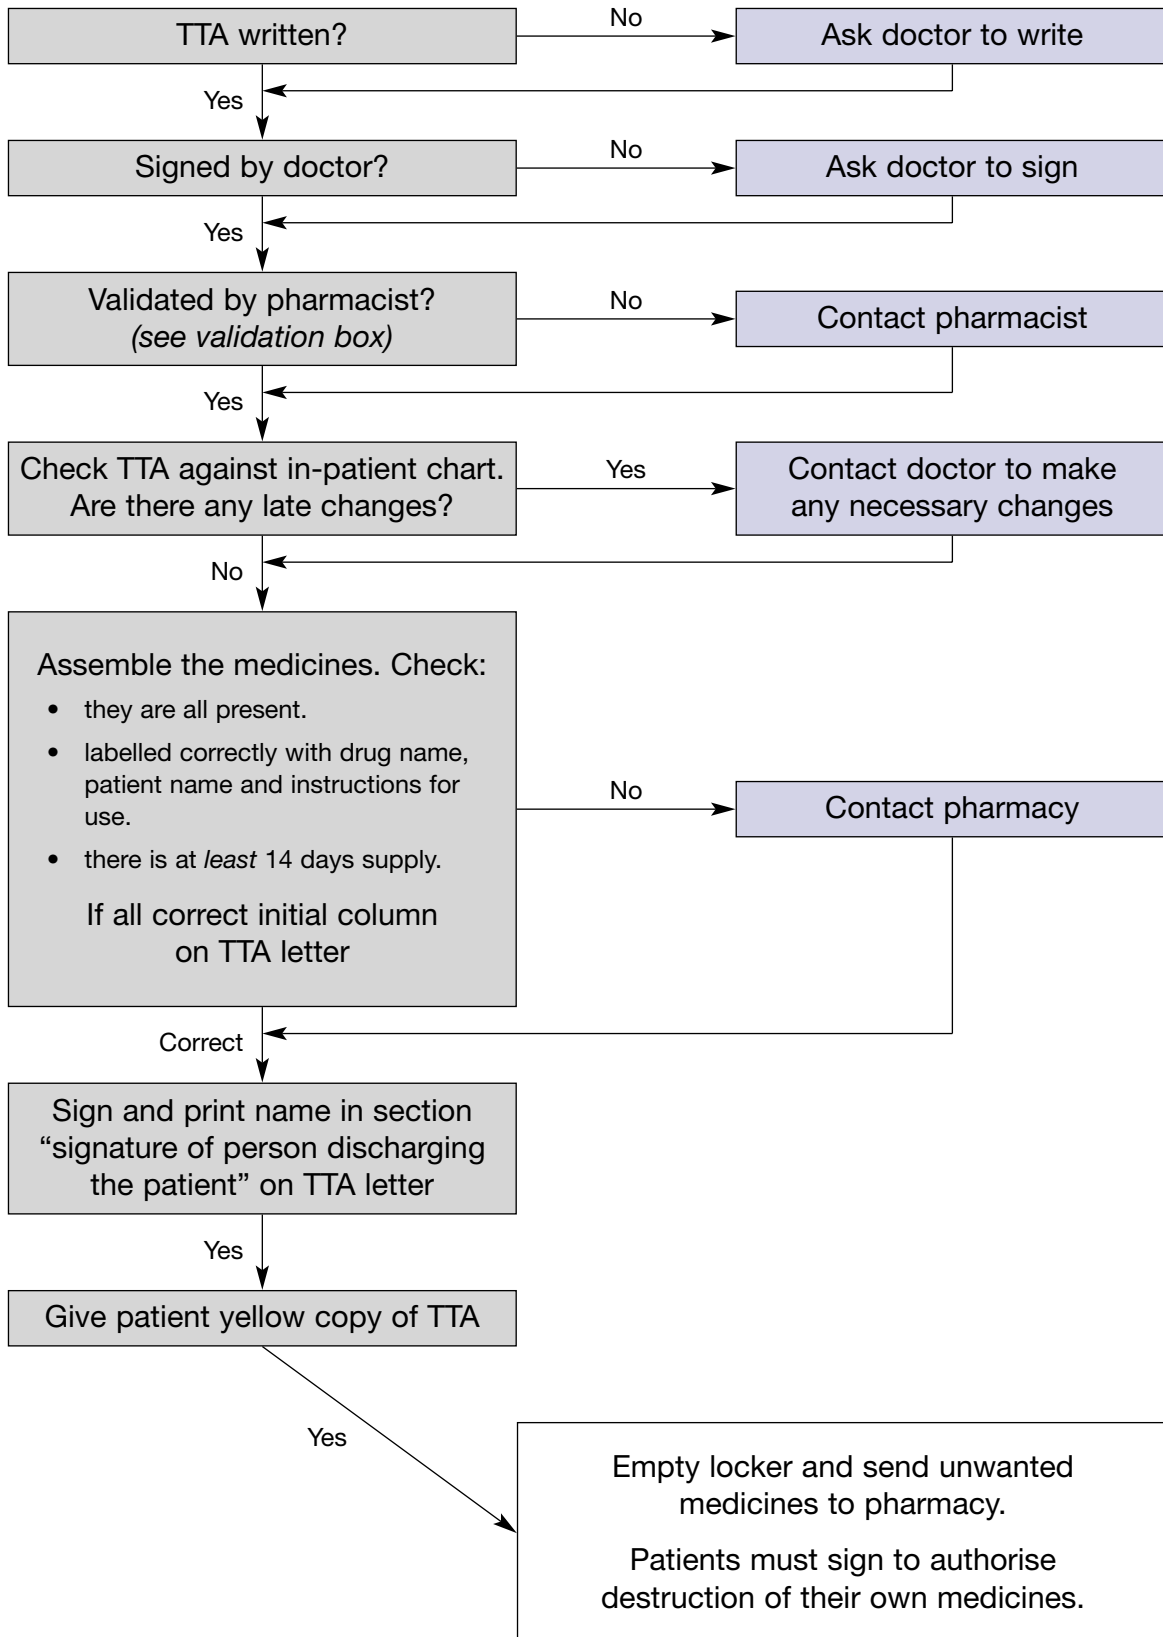 TTA written?
No
Ask doctor to write
Yes
Signed by doctor?
No
Ask doctor to sign
Yes
Validated by pharmacist?
(see validation box)
No
Contact pharmacist
Yes
Check TTA against in-patient chart.
Are there any late changes?
Yes
Contact doctor to make
any necessary changes
No
Assemble the medicines. Check:
• they are all present.
• labelled correctly with drug name,
patient name and instructions for
use.
• there is at least 14 days supply.
If all correct initial column
on TTA letter
No
Contact pharmacy
Correct
Sign and print name in section
“signature of person discharging
the patient” on TTA letter
Yes
Give patient yellow copy of TTA
Yes
Empty locker and send unwanted
medicines to pharmacy.
Patients must sign to authorise
destruction of their own medicines.